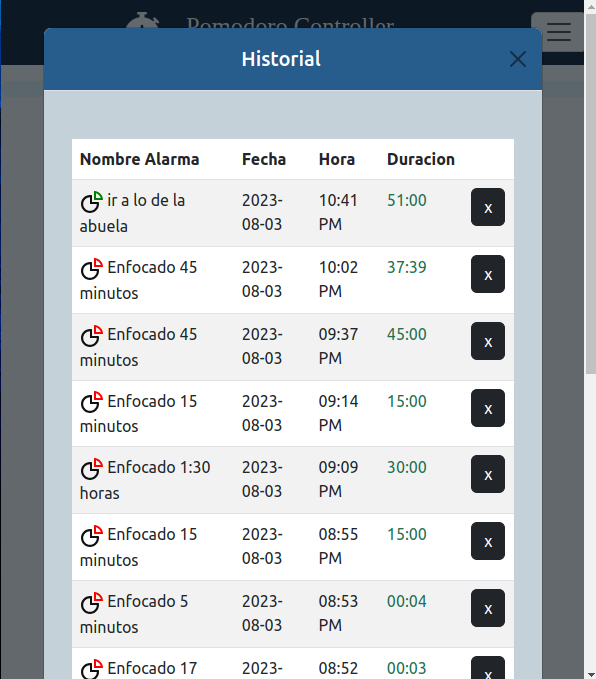 Pomodoro Controller
Historial
Nombre Alarma Fecha Hora Duracion
ir a lo de la 2023- 10:41 51:00 x
abuela 08-03 PM
Enfocado 45 2023- 10:02 37:39 x
minutos 08-03 PM
Enfocado 45 2023- 09:37 45:00 x
minutos 08-03 PM
Enfocado 15 2023- 09:14 15:00 x
minutos 08-03 PM
Enfocado 1:30 2023- 09:09 30:00 x
horas 08-03 PM
Enfocado 15 2023- 08:55 15:00 x
minutos 08-03 PM
Enfocado 5 2023- 08:53 00:04 x
minutos 08-03 PM
Enfocado 17 2023- 08:52 00:03 x